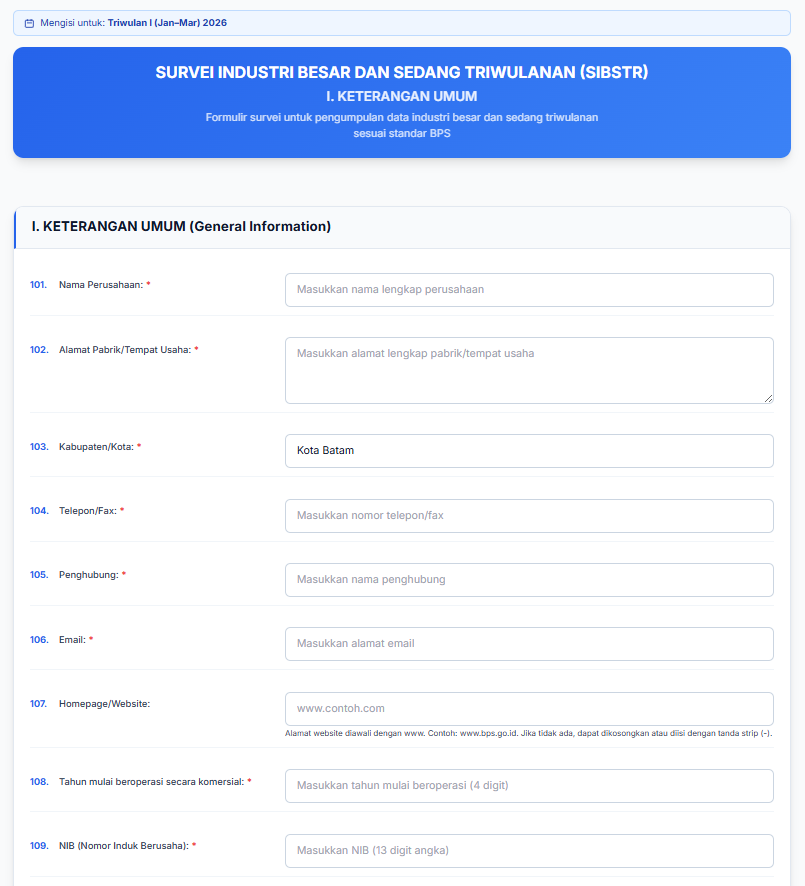 Mengisi untuk: Triwulan I (Jan–Mar) 2026
SURVEI INDUSTRI BESAR DAN SEDANG TRIWULANAN (SIBSTR)
I. KETERANGAN UMUM
Formulir survei untuk pengumpulan data industri besar dan sedang triwulanan
sesuai standar BPS
I. KETERANGAN UMUM (General Information)
101. Nama Perusahaan: * Masukkan nama lengkap perusahaan
102. Alamat Pabrik/Tempat Usaha: * Masukkan alamat lengkap pabrik/tempat usaha
103. Kabupaten/Kota: * Kota Batam
104. Telepon/Fax: * Masukkan nomor telepon/fax
105. Penghubung: * Masukkan nama penghubung
106. Email: * Masukkan alamat email
107. Homepage/Website: www.contoh.com
Alamat website diawali dengan www. Contoh: www.bps.go.id. Jika tidak ada, dapat dikosongkan atau diisi dengan tanda strip (-).
108. Tahun mulai beroperasi secara komersial: * Masukkan tahun mulai beroperasi (4 digit)
109. NIB (Nomor Induk Berusaha): * Masukkan NIB (13 digit angka)